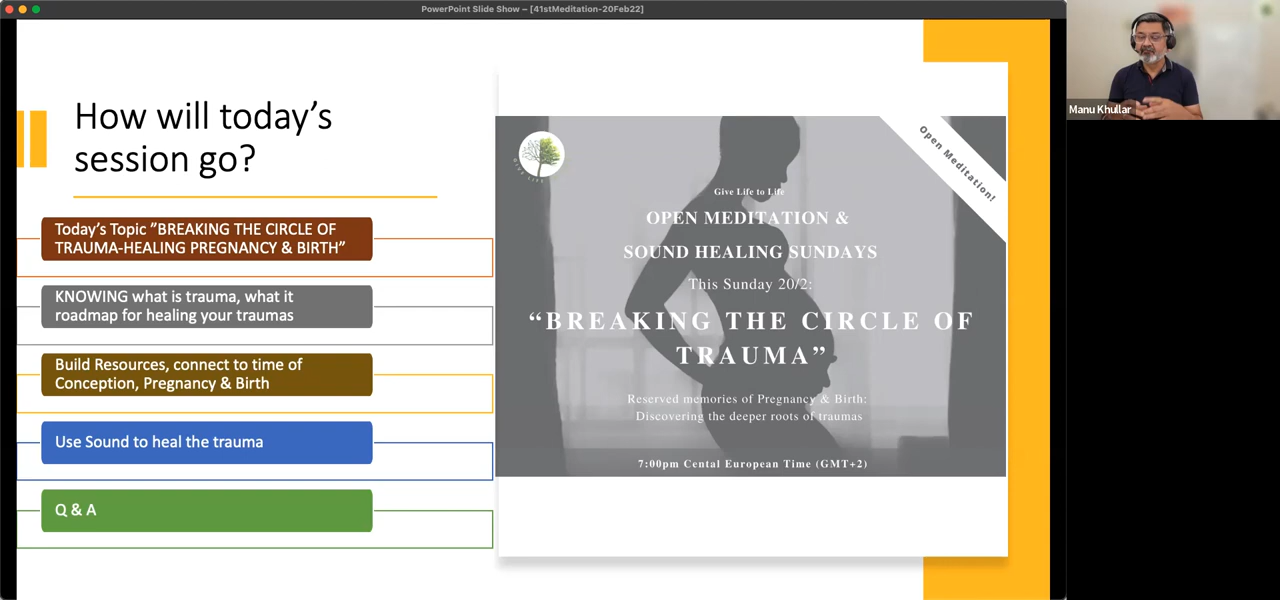 PowerPoint Slide Show – [41stMeditation-20Feb22]
How will today’s
session go?
Today’s Topic ”BREAKING THE CIRCLE OF
TRAUMA-HEALING PREGNANCY & BIRTH”
KNOWING what is trauma, what it
roadmap for healing your traumas
Build Resources, connect to time of
Conception, Pregnancy & Birth
Use Sound to heal the trauma
Q & A
GIVE LIFE
Open Meditation!
Give Life to Life
OPEN MEDITATION &
SOUND HEALING SUNDAYS
This Sunday 20/2:
“BREAKING THE CIRCLE OF
TRAUMA”
Reserved memories of Pregnancy & Birth:
Discovering the deeper roots of traumas
7:00pm Cental European Time (GMT+2)
Manu Khullar